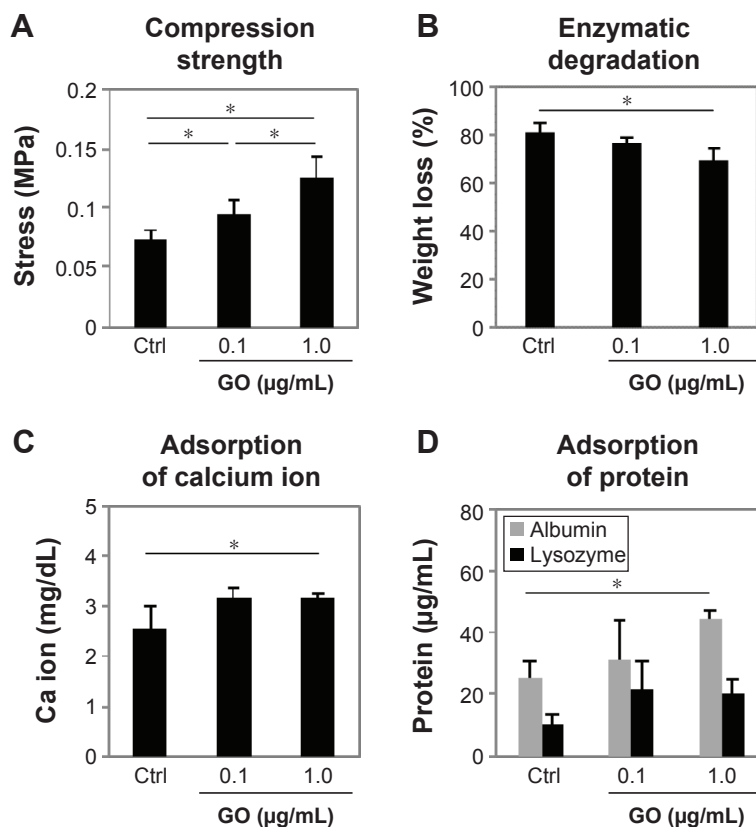 A
Compression
strength
Stress (MPa)
0.2
0.15
0.1
0.05
0
*
*
*
Ctrl
0.1
1.0
GO (μg/mL)
B
Enzymatic
degradation
Weight loss (%)
100
80
60
40
20
0
*
Ctrl
0.1
1.0
GO (μg/mL)
C
Adsorption
of calcium ion
Ca ion (mg/dL)
5
4
3
2
1
0
*
Ctrl
0.1
1.0
GO (μg/mL)
D
Adsorption
of protein
Protein (μg/mL)
80
60
40
20
0
Albumin
Lysozyme
*
Ctrl
0.1
1.0
GO (μg/mL)